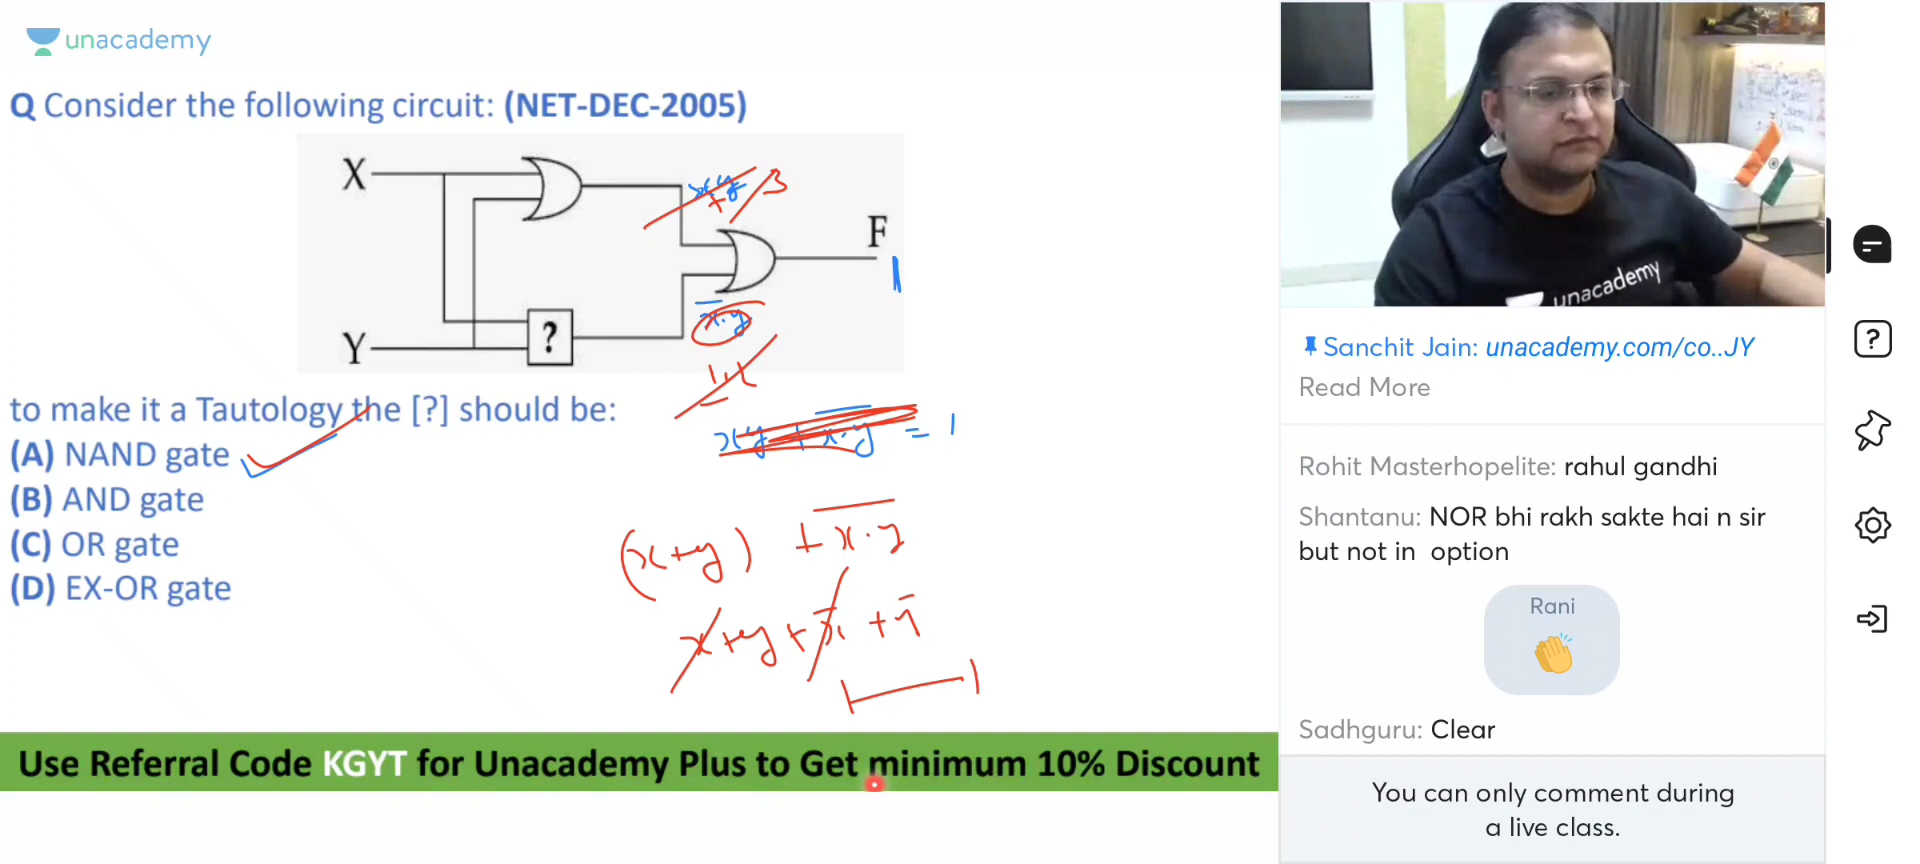 unacademy
Q Consider the following circuit: (NET-DEC-2005)
X
Y
?
F
1
x·y
x·y = 1
to make it a Tautology the [?] should be:
(A) NAND gate
(B) AND gate
(C) OR gate
(D) EX-OR gate
(x+y) + x·y
x+y+x̄+ȳ
Use Referral Code KGYT for Unacademy Plus to Get minimum 10% Discount
unacademy
Sanchit Jain: unacademy.com/co..JY
Read More
Rohit Masterhopelite: rahul gandhi
Shantanu: NOR bhi rakh sakte hai n sir
but not in option
Rani
Sadhguru: Clear
You can only comment during
a live class.
?